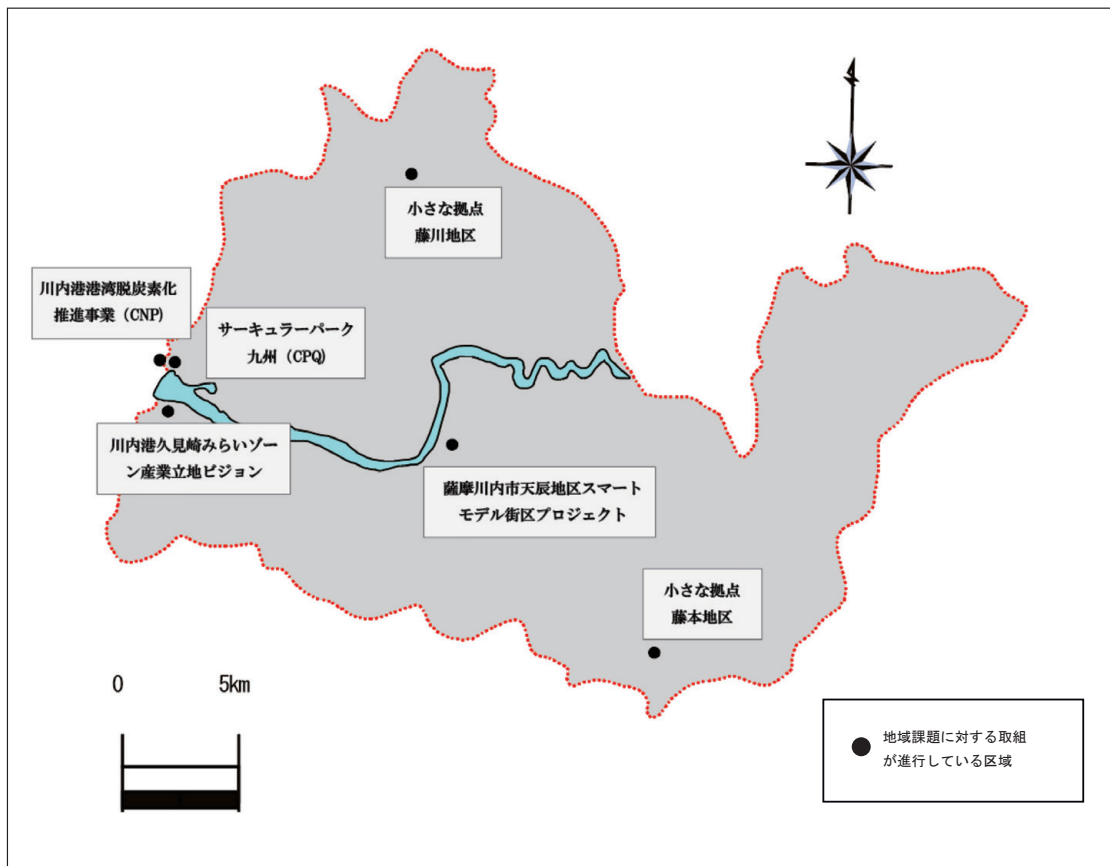 小さな拠点
藤川地区
川内港港湾脱炭素化
推進事業（CNP）
サーキュラーパーク
九州（CPQ）
川内港久見崎みらいゾー
ン産業立地ビジョン
薩摩川内市天辰地区スマート
モデル街区プロジェクト
小さな拠点
藤本地区
0 5km
地域課題に対する取組
が進行している区域